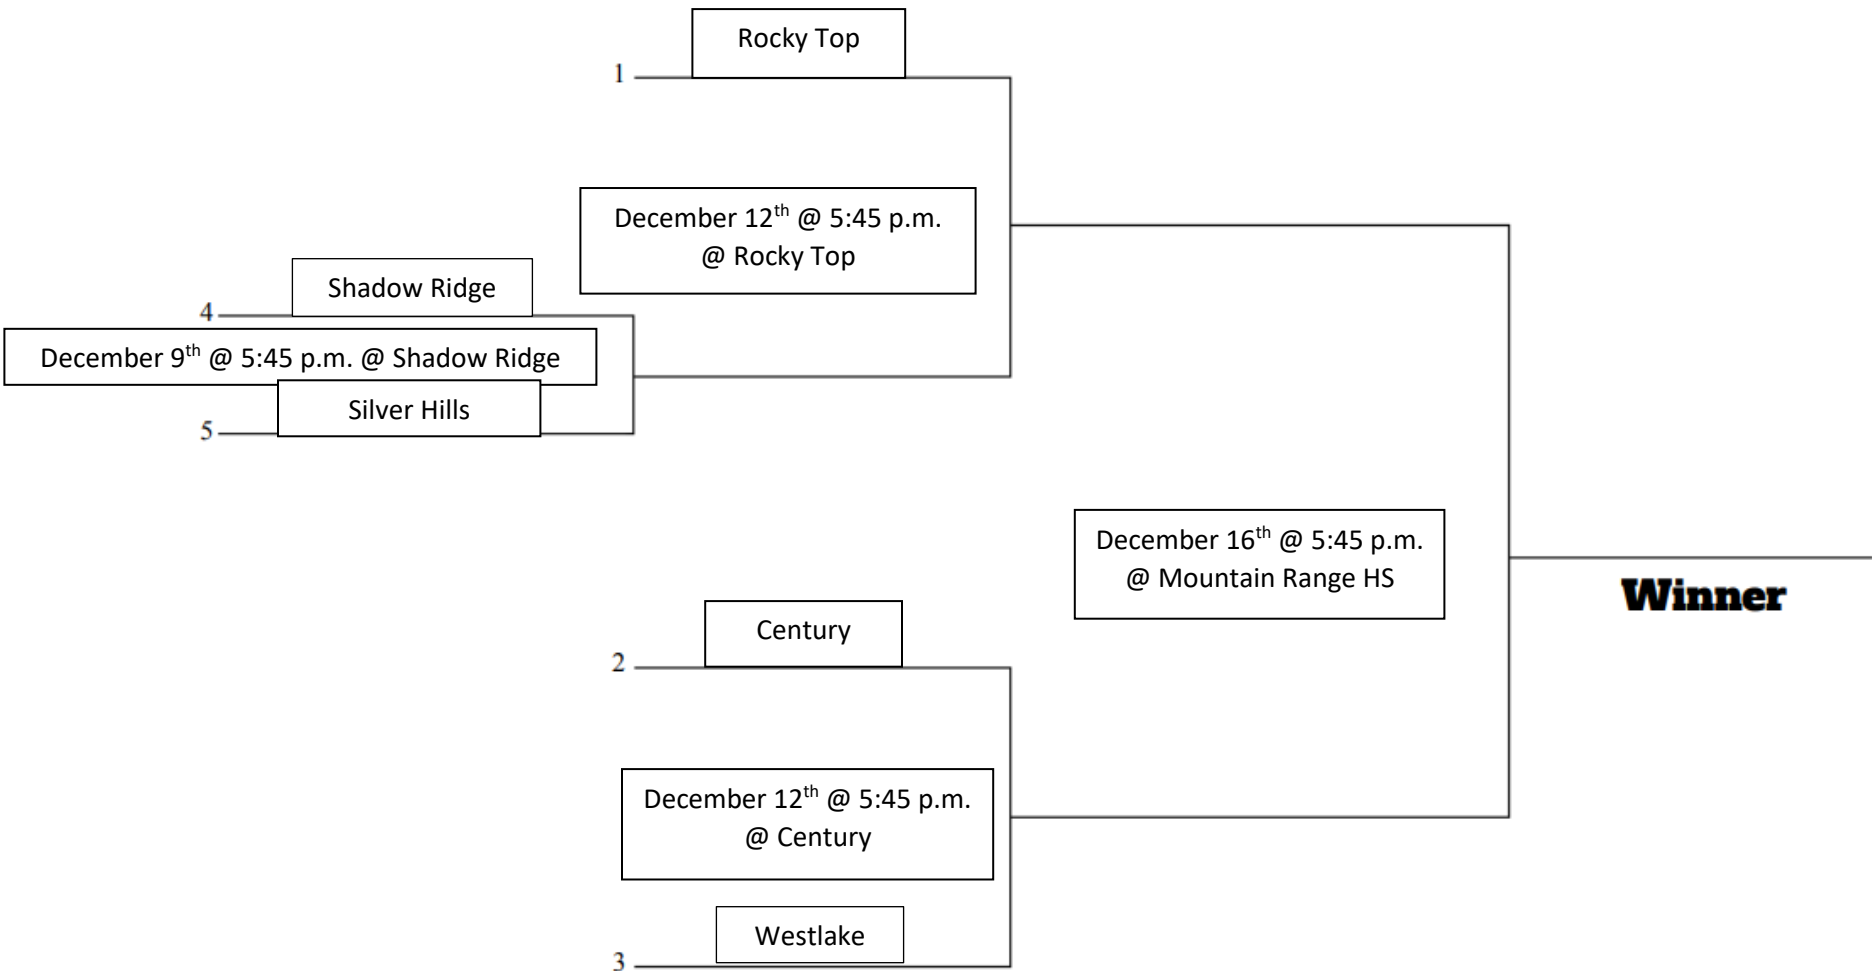 Rocky Top
1
December 12th @ 5:45 p.m.
@ Rocky Top
Shadow Ridge
4
December 9th @ 5:45 p.m. @ Shadow Ridge
Silver Hills
5
December 16th @ 5:45 p.m.
@ Mountain Range HS
Winner
Century
2
December 12th @ 5:45 p.m.
@ Century
Westlake
3